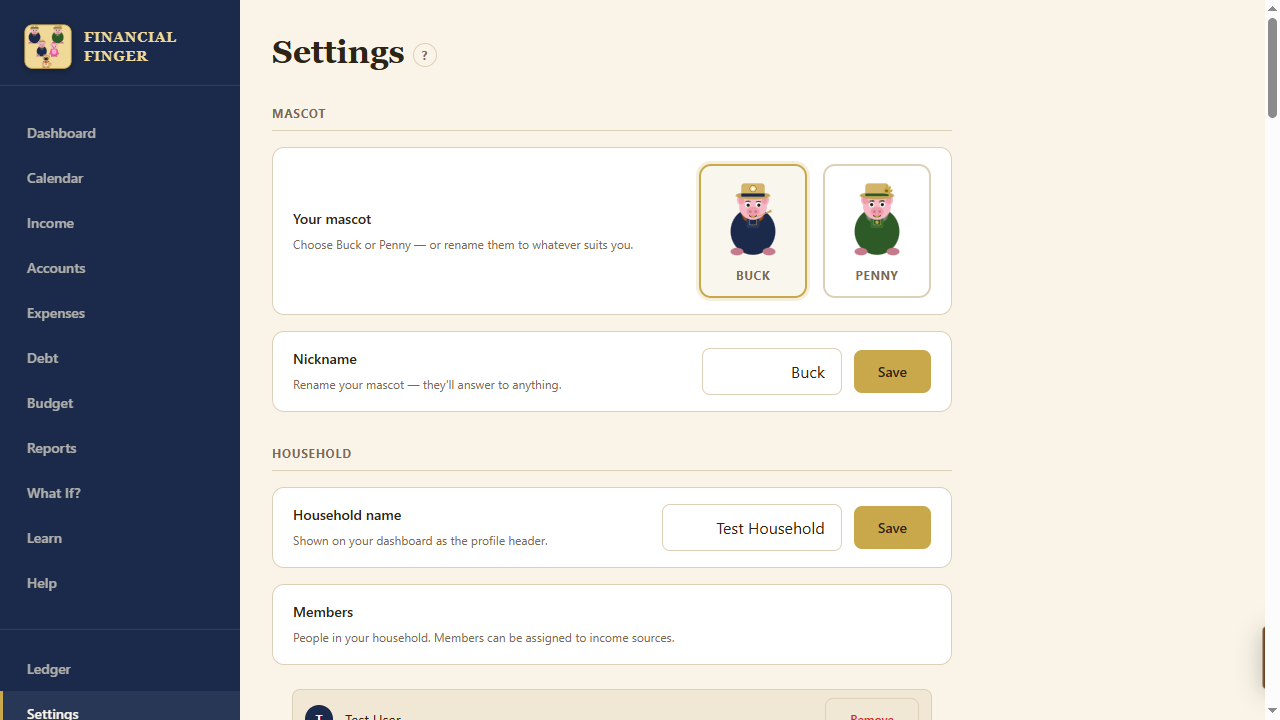 FINANCIAL
FINGER
Dashboard
Calendar
Income
Accounts
Expenses
Debt
Budget
Reports
What If?
Learn
Help
Ledger
Settings
Settings ?
MASCOT
Your mascot
Choose Buck or Penny — or rename them to whatever suits you.
BUCK
PENNY
Nickname
Rename your mascot — they'll answer to anything.
Buck
Save
HOUSEHOLD
Household name
Shown on your dashboard as the profile header.
Test Household
Save
Members
People in your household. Members can be assigned to income sources.
T
Test User
Remove